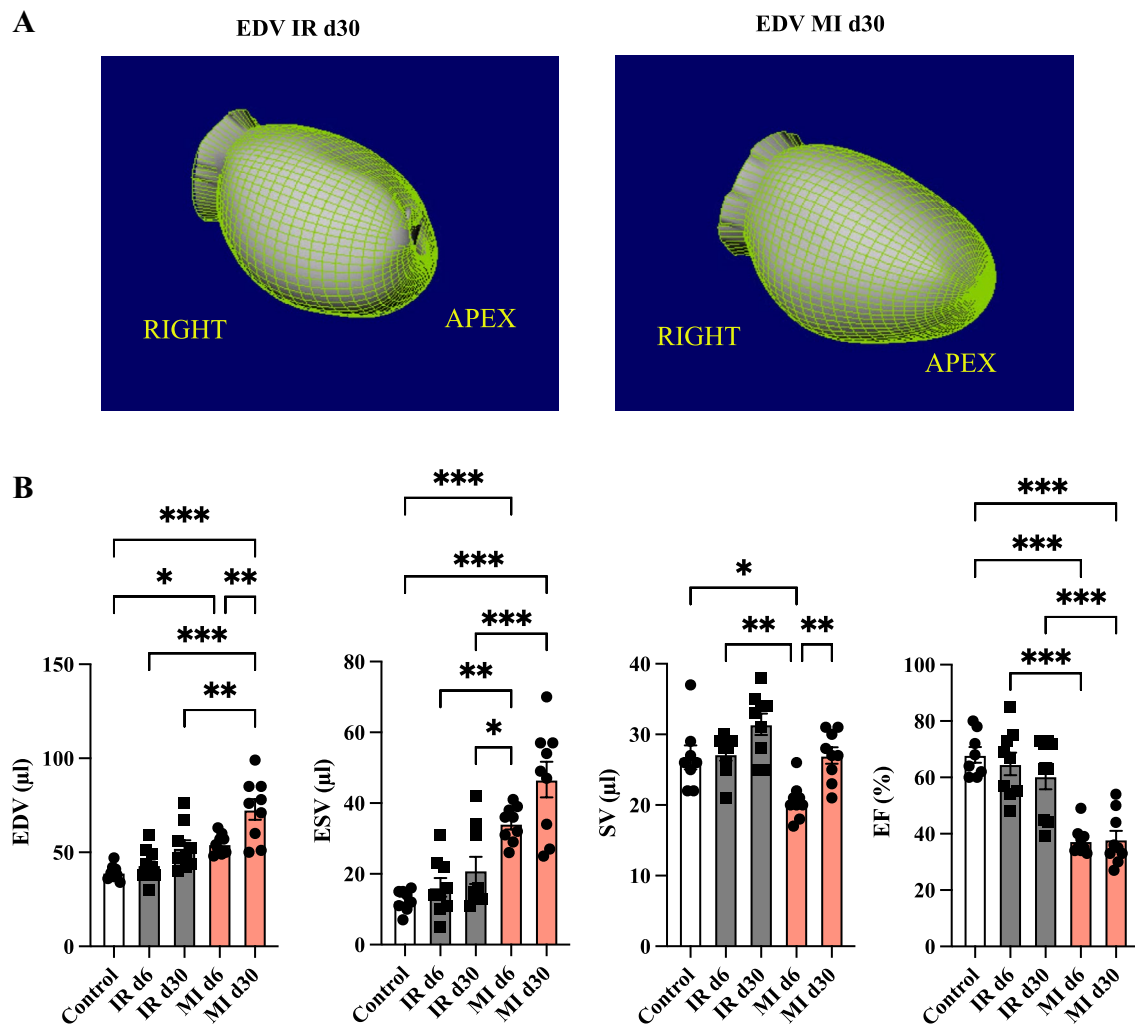 A
EDV IR d30
EDV MI d30
RIGHT
APEX
RIGHT
APEX
B
***
*
**
***
**
EDV (µl)
150
100
50
0
Control
IR d6
IR d30
MI d6
MI d30
***
***
***
**
*
ESV (µl)
80
60
40
20
0
Control
IR d6
IR d30
MI d6
MI d30
*
**
**
SV (µl)
40
30
20
10
0
Control
IR d6
IR d30
MI d6
MI d30
***
***
***
***
EF (%)
100
80
60
40
20
0
Control
IR d6
IR d30
MI d6
MI d30